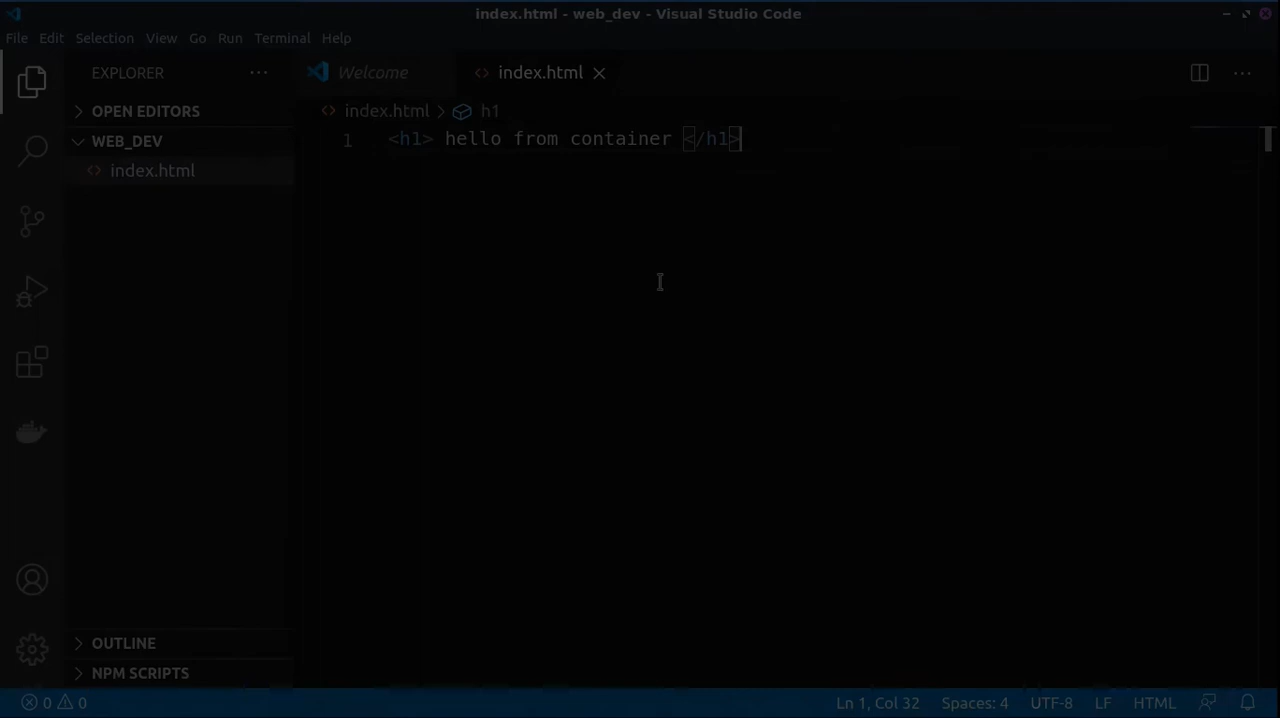 index.html - web_dev - Visual Studio Code
File Edit Selection View Go Run Terminal Help
EXPLORER ··· Welcome index.html
OPEN EDITORS index.html > h1
WEB_DEV 1 <h1> hello from container </h1>
index.html
OUTLINE
NPM SCRIPTS
0 0 Ln 1, Col 32 Spaces: 4 UTF-8 LF HTML